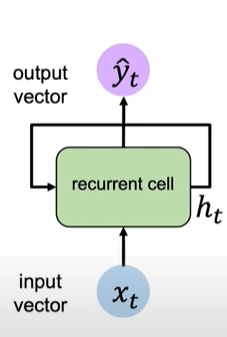 output
vector
ŷₜ
recurrent cell
hₜ
input
vector
xₜ